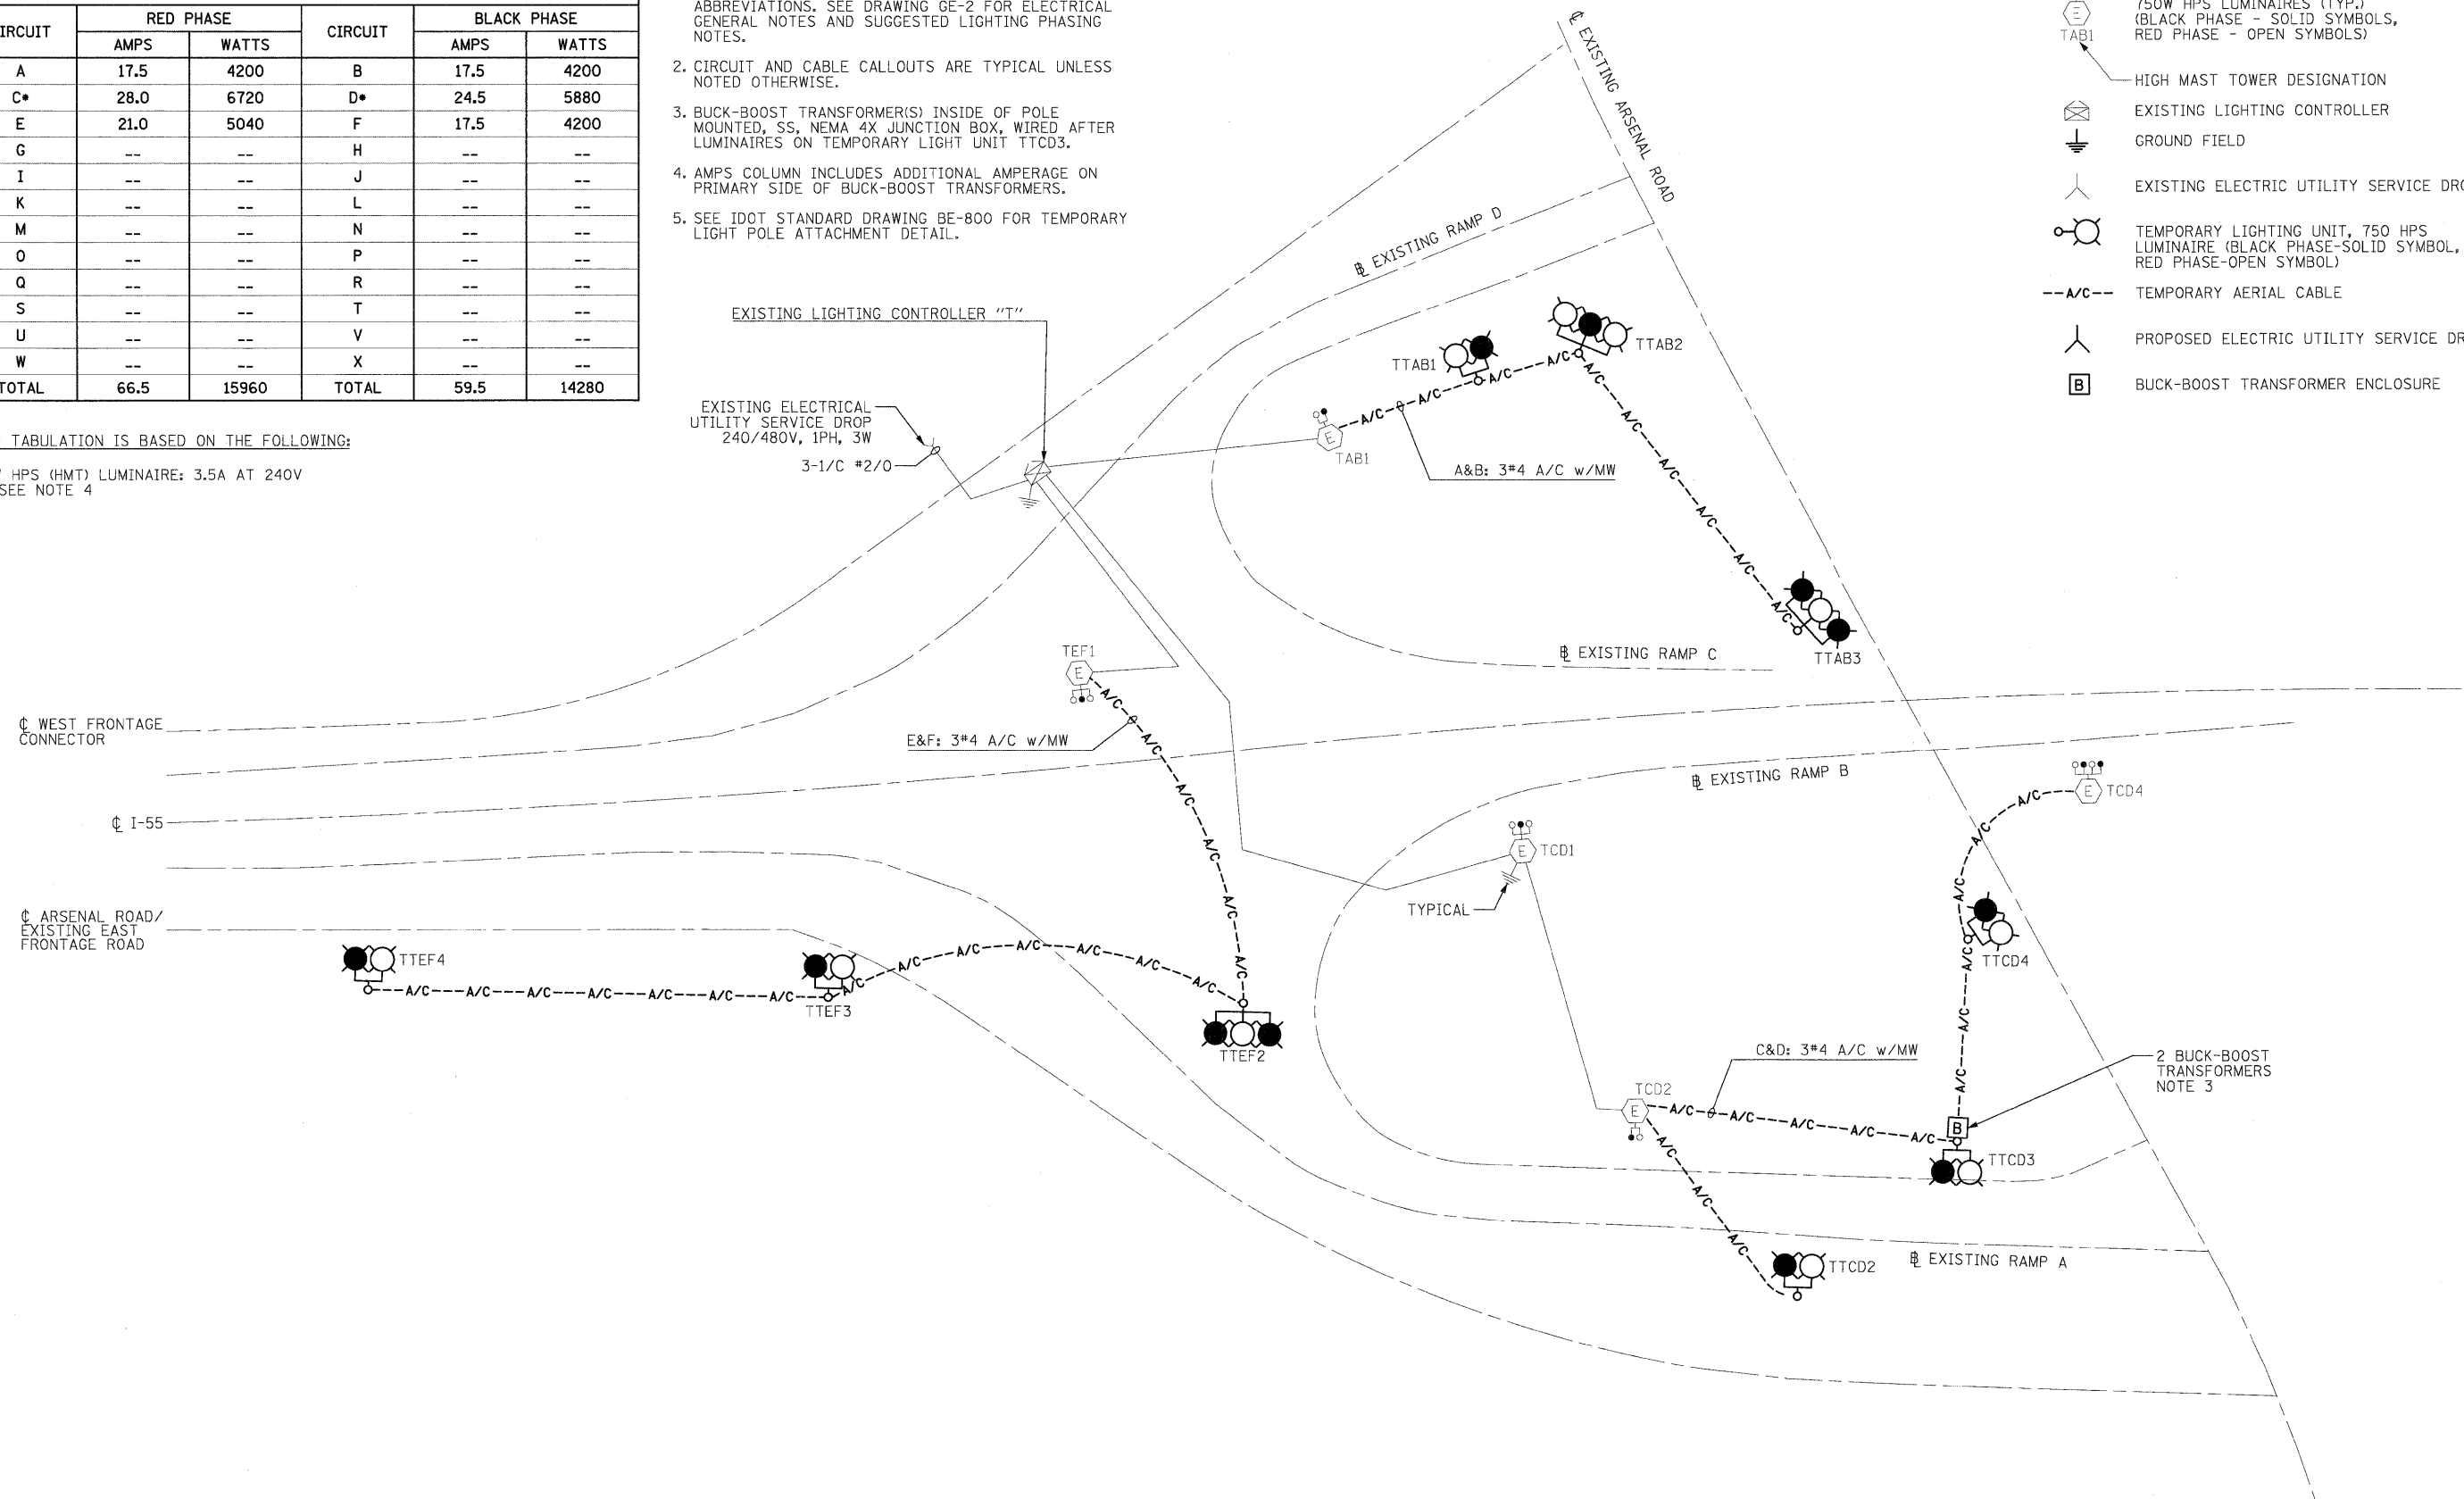 RED PHASE
BLACK PHASE
IRCUIT
CIRCUIT
AMPS WATTS AMPS WATTS
A 17.5 4200 B 17.5 4200
C* 28.0 6720 D* 24.5 5880
E 21.0 5040 F 17.5 4200
G -- -- H -- --
I -- -- J -- --
K -- -- L -- --
M -- -- N -- --
O -- -- P -- --
Q -- -- R -- --
S -- -- T -- --
U -- -- V -- --
W -- -- X -- --
TOTAL 66.5 15960 TOTAL 59.5 14280
TABULATION IS BASED ON THE FOLLOWING:
HPS (HMT) LUMINAIRE: 3.5A AT 240V
SEE NOTE 4
ABBREVIATIONS. SEE DRAWING GE-2 FOR ELECTRICAL
GENERAL NOTES AND SUGGESTED LIGHTING PHASING
NOTES.
2. CIRCUIT AND CABLE CALLOUTS ARE TYPICAL UNLESS
NOTED OTHERWISE.
3. BUCK-BOOST TRANSFORMER(S) INSIDE OF POLE
MOUNTED, SS, NEMA 4X JUNCTION BOX, WIRED AFTER
LUMINAIRES ON TEMPORARY LIGHT UNIT TTCD3.
4. AMPS COLUMN INCLUDES ADDITIONAL AMPERAGE ON
PRIMARY SIDE OF BUCK-BOOST TRANSFORMERS.
5. SEE IDOT STANDARD DRAWING BE-800 FOR TEMPORARY
LIGHT POLE ATTACHMENT DETAIL.
750W HPS LUMINAIRES (TYP.)
(BLACK PHASE - SOLID SYMBOLS,
RED PHASE - OPEN SYMBOLS)
E
TAB1
HIGH MAST TOWER DESIGNATION
EXISTING LIGHTING CONTROLLER
GROUND FIELD
EXISTING ELECTRIC UTILITY SERVICE DRO
TEMPORARY LIGHTING UNIT, 750 HPS
LUMINAIRE (BLACK PHASE-SOLID SYMBOL,
RED PHASE-OPEN SYMBOL)
--A/C-- TEMPORARY AERIAL CABLE
PROPOSED ELECTRIC UTILITY SERVICE DR
B BUCK-BOOST TRANSFORMER ENCLOSURE
℄ EXISTING ARSENAL ROAD
EXISTING RAMP D
EXISTING LIGHTING CONTROLLER "T"
EXISTING ELECTRICAL
UTILITY SERVICE DROP
240/480V, 1PH, 3W
3-1/C #2/0
TTAB1
TTAB2
E
TAB1
A&B: 3#4 A/C w/MW
TTAB3
EXISTING RAMP C
TEF1
E
E&F: 3#4 A/C w/MW
℄ WEST FRONTAGE
CONNECTOR
℄ I-55
℄ ARSENAL ROAD/
EXISTING EAST
FRONTAGE ROAD
EXISTING RAMP B
E TCD4
E TCD1
TYPICAL
TTCD4
TTEF4
TTEF3
TTEF2
C&D: 3#4 A/C w/MW
2 BUCK-BOOST
TRANSFORMERS
NOTE 3
TCD2
E
B
TTCD3
TTCD2
EXISTING RAMP A
A/C A/C A/C A/C
A/C A/C A/C A/C A/C A/C
A/C A/C A/C A/C A/C A/C
A/C A/C A/C A/C A/C A/C
A/C A/C A/C A/C A/C A/C A/C
A/C A/C A/C A/C A/C
A/C A/C A/C A/C
A/C A/C A/C A/C A/C A/C